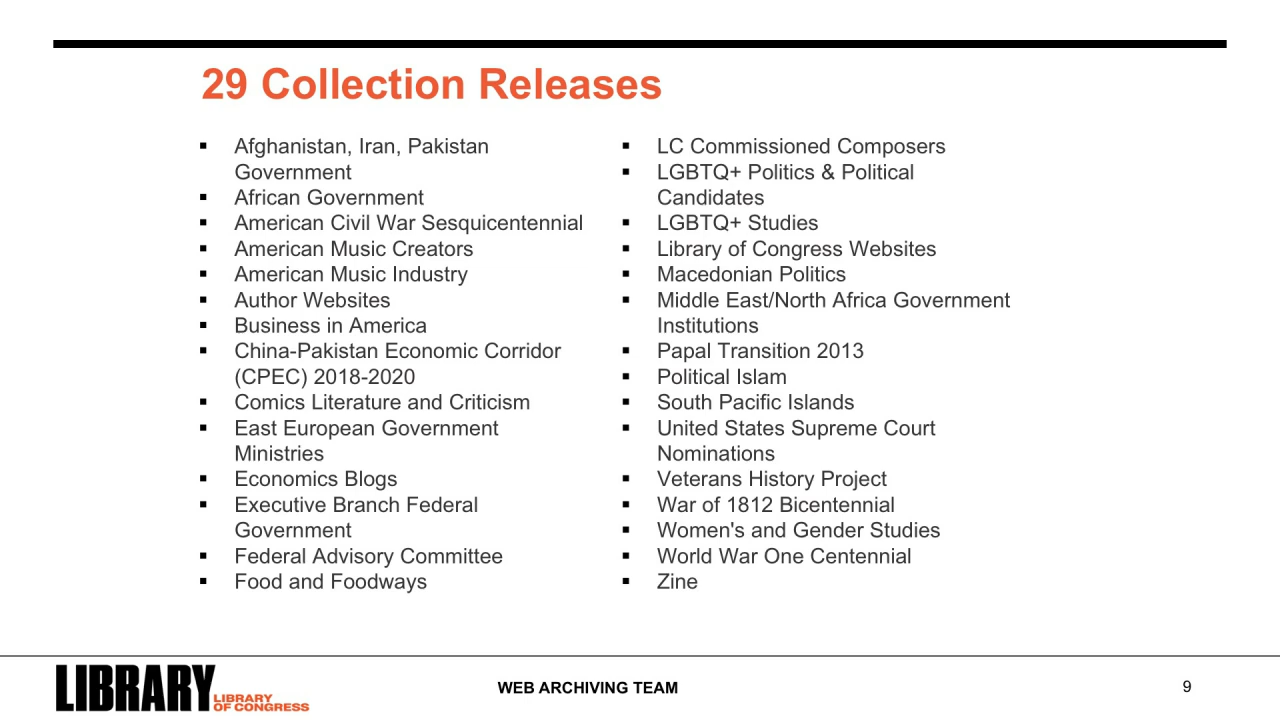 29 Collection Releases
▪ Afghanistan, Iran, Pakistan
Government
▪ African Government
▪ American Civil War Sesquicentennial
▪ American Music Creators
▪ American Music Industry
▪ Author Websites
▪ Business in America
▪ China-Pakistan Economic Corridor
(CPEC) 2018-2020
▪ Comics Literature and Criticism
▪ East European Government
Ministries
▪ Economics Blogs
▪ Executive Branch Federal
Government
▪ Federal Advisory Committee
▪ Food and Foodways
▪ LC Commissioned Composers
▪ LGBTQ+ Politics & Political
Candidates
▪ LGBTQ+ Studies
▪ Library of Congress Websites
▪ Macedonian Politics
▪ Middle East/North Africa Government
Institutions
▪ Papal Transition 2013
▪ Political Islam
▪ South Pacific Islands
▪ United States Supreme Court
Nominations
▪ Veterans History Project
▪ War of 1812 Bicentennial
▪ Women's and Gender Studies
▪ World War One Centennial
▪ Zine
LIBRARY
LIBRARY
OF CONGRESS
WEB ARCHIVING TEAM
9